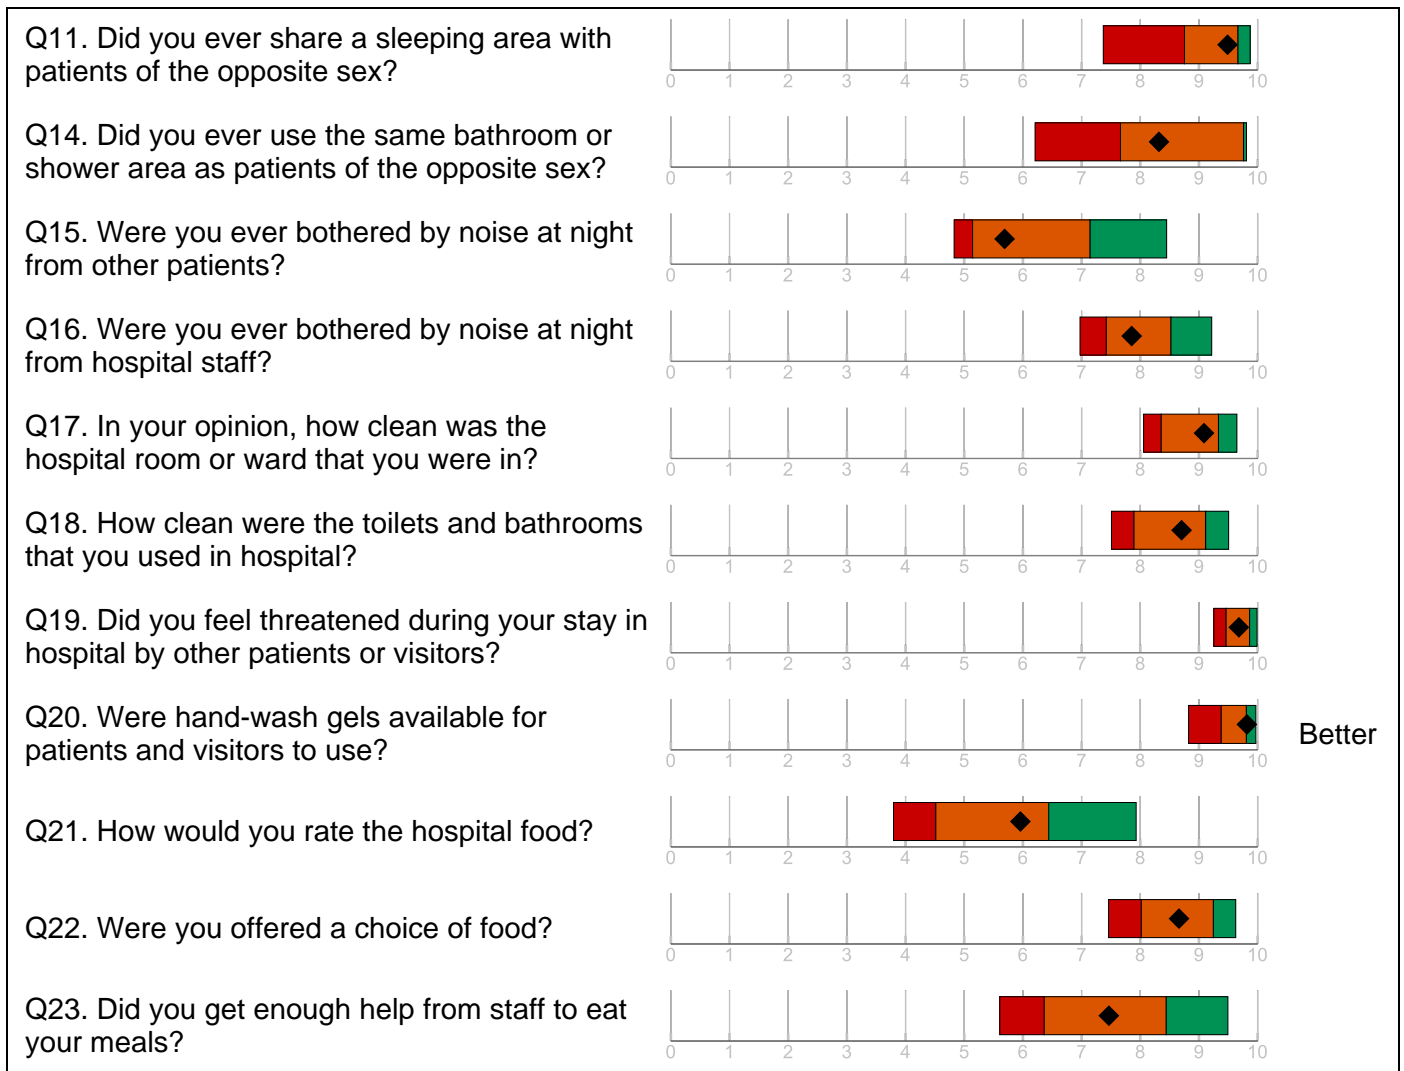 Q11. Did you ever share a sleeping area with
patients of the opposite sex?
0 1 2 3 4 5 6 7 8 9 10
Q14. Did you ever use the same bathroom or
shower area as patients of the opposite sex?
0 1 2 3 4 5 6 7 8 9 10
Q15. Were you ever bothered by noise at night
from other patients?
0 1 2 3 4 5 6 7 8 9 10
Q16. Were you ever bothered by noise at night
from hospital staff?
0 1 2 3 4 5 6 7 8 9 10
Q17. In your opinion, how clean was the
hospital room or ward that you were in?
0 1 2 3 4 5 6 7 8 9 10
Q18. How clean were the toilets and bathrooms
that you used in hospital?
0 1 2 3 4 5 6 7 8 9 10
Q19. Did you feel threatened during your stay in
hospital by other patients or visitors?
0 1 2 3 4 5 6 7 8 9 10
Q20. Were hand-wash gels available for
patients and visitors to use?
Better
0 1 2 3 4 5 6 7 8 9 10
Q21. How would you rate the hospital food?
0 1 2 3 4 5 6 7 8 9 10
Q22. Were you offered a choice of food?
0 1 2 3 4 5 6 7 8 9 10
Q23. Did you get enough help from staff to eat
your meals?
0 1 2 3 4 5 6 7 8 9 10